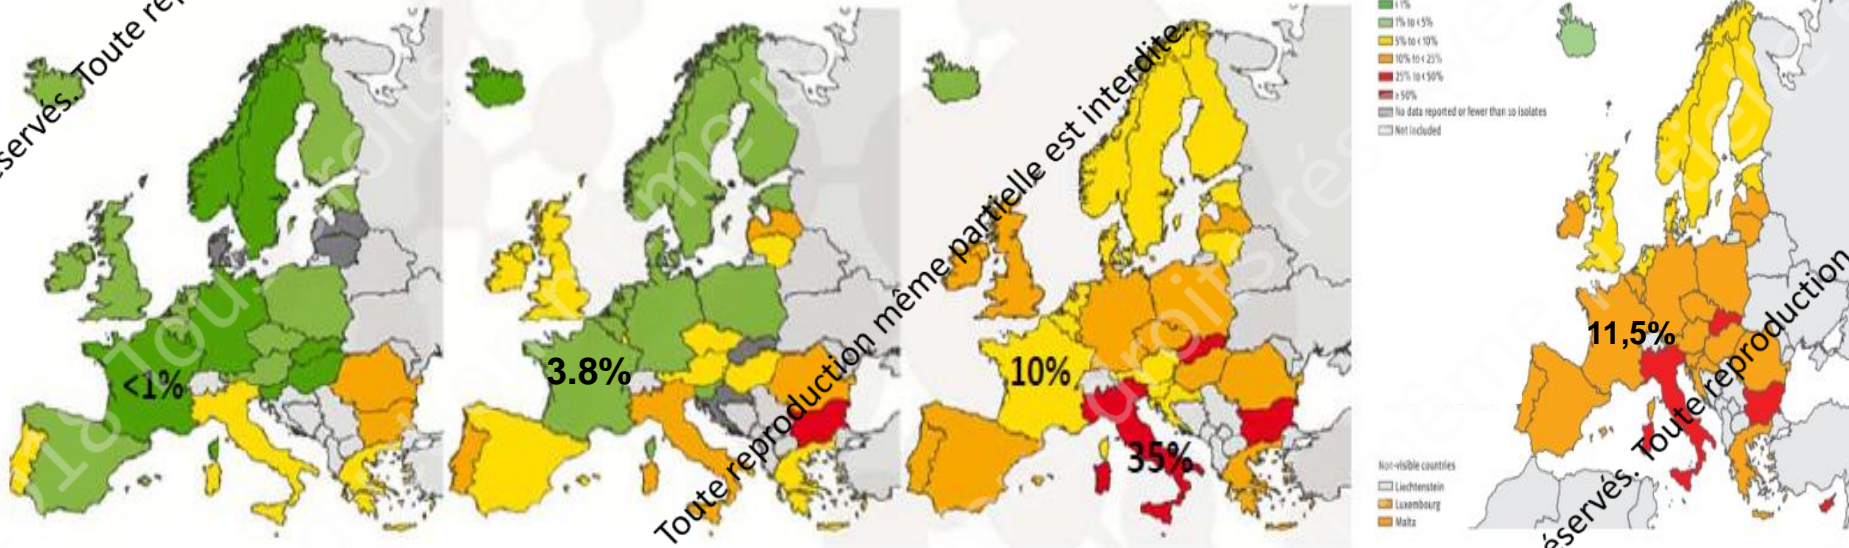 éservés. Toute rep
<1%
3.8%
Toute reproduction même partielle est interdite.
10%
35%
<1%
1% to <5%
5% to <10%
10% to <25%
25% to <50%
≥50%
No data reported or fewer than 10 isolates
Not included
11,5%
Non-visible countries
Liechtenstein
Luxembourg
Malta
éservés. Toute reproduction